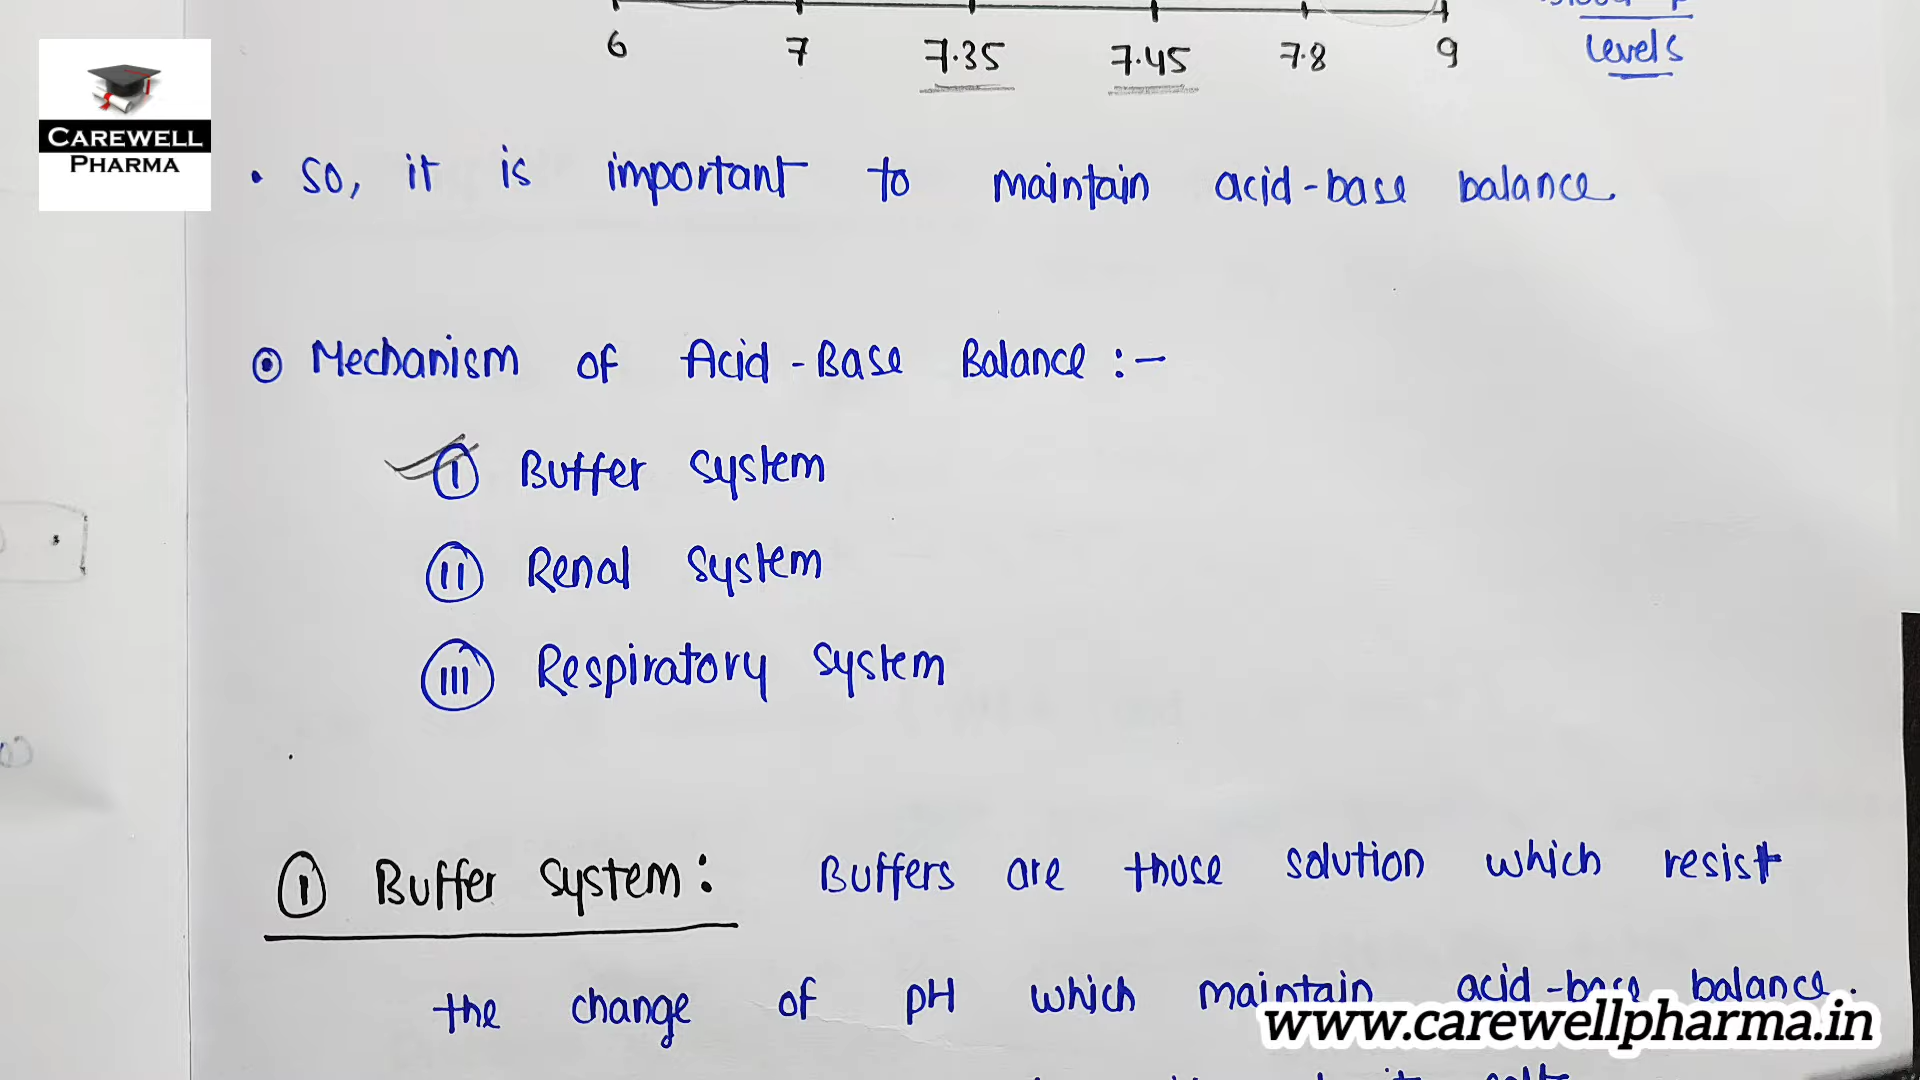 6 7 7.35 7.45 7.8 9 levels
CAREWELL
PHARMA
• So, it is important to maintain acid-base balance.
Mechanism of Acid-Base Balance :-
I Buffer system
II Renal system
III Respiratory system
I Buffer system: Buffers are those solution which resist
the change of pH which maintain acid-base balance.
www.carewellpharma.in